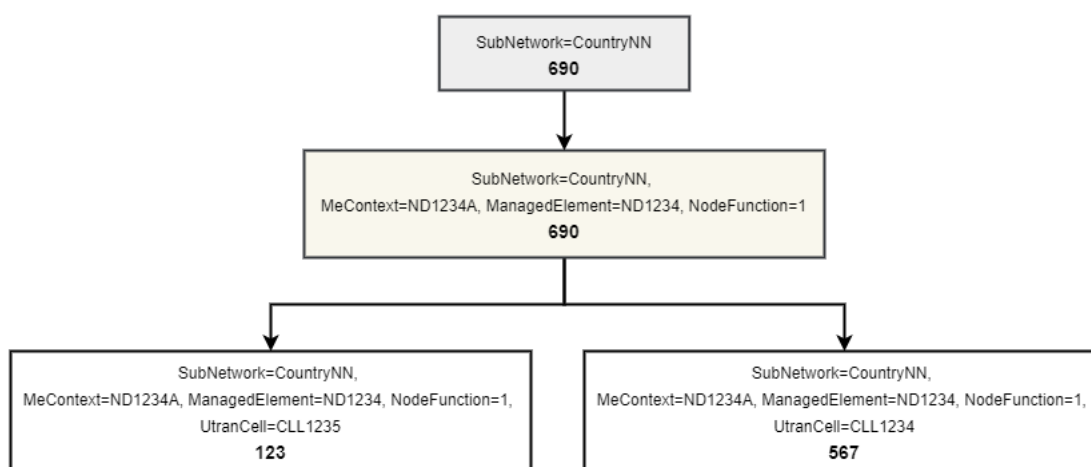 SubNetwork=CountryNN
690
SubNetwork=CountryNN,
MeContext=ND1234A, ManagedElement=ND1234, NodeFunction=1
690
SubNetwork=CountryNN,
MeContext=ND1234A, ManagedElement=ND1234, NodeFunction=1,
UtranCell=CLL1235
123
SubNetwork=CountryNN,
MeContext=ND1234A, ManagedElement=ND1234, NodeFunction=1,
UtranCell=CLL1234
567